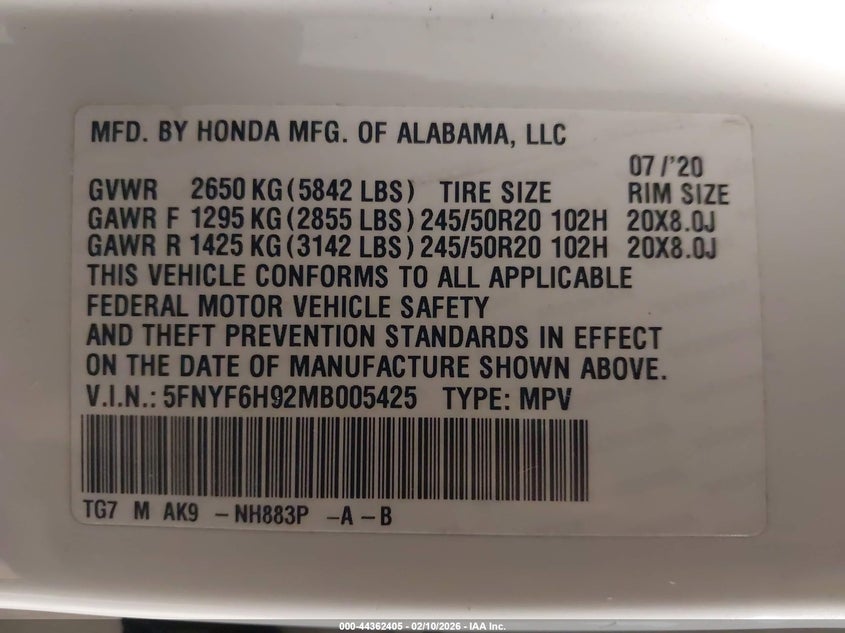 MFD. BY HONDA MFG. OF ALABAMA, LLC
07/'20
GVWR 2650 KG (5842 LBS) TIRE SIZE RIM SIZE
GAWR F 1295 KG (2855 LBS) 245/50R20 102H 20X8.0J
GAWR R 1425 KG (3142 LBS) 245/50R20 102H 20X8.0J
THIS VEHICLE CONFORMS TO ALL APPLICABLE
FEDERAL MOTOR VEHICLE SAFETY
AND THEFT PREVENTION STANDARDS IN EFFECT
ON THE DATE OF MANUFACTURE SHOWN ABOVE.
V.I.N.: 5FNYF6H92MB005425 TYPE: MPV
TG7 M AK9 -NH883P -A -B
000-44362405 - 02/10/2026 - IAA Inc.